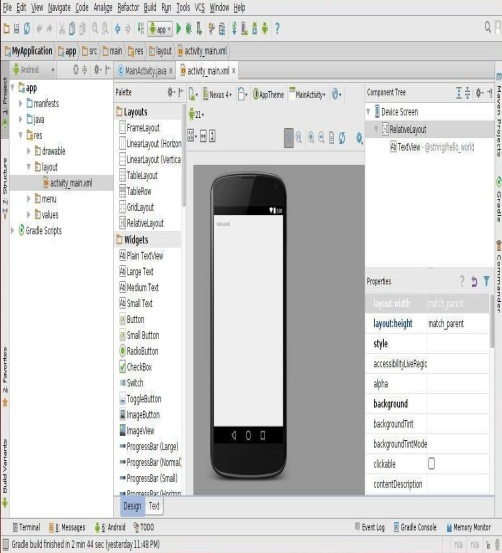 File Edit View Navigate Code Analyze Refactor Build Run Tools VCS Window Help
app
MyApplication app src main res layout activity_main.xml
Android
MainActivity.java activity_main.xml
1: Project
Z: Structure
2: Favorites
Build Variants
app
manifests
java
res
drawable
layout
activity_main.xml
menu
values
Gradle Scripts
Palette
Layouts
FrameLayout
LinearLayout (Horizon
LinearLayout (Vertica
TableLayout
TableRow
GridLayout
RelativeLayout
Widgets
Plain TextView
Large Text
Medium Text
Small Text
Button
Small Button
RadioButton
CheckBox
Switch
ToggleButton
ImageButton
ImageView
ProgressBar (Large)
ProgressBar (Normal)
ProgressBar (Small)
ProgressBar (Horizon
Design Text
Nexus 4 AppTheme MainActivity
21
Component Tree
Device Screen
RelativeLayout
TextView - @string/hello_world
Properties
layout:width match_parent
layout:height match_parent
style
accessibilityLiveRegio
alpha
background
backgroundTint
backgroundTintMode
clickable
contentDescription
Maven Projects
Gradle
Commander
Terminal 0: Messages 6: Android TODO
Event Log Gradle Console Memory Monitor
Gradle build finished in 2 min 44 sec (yesterday 11:48 PM)
n/a n/a